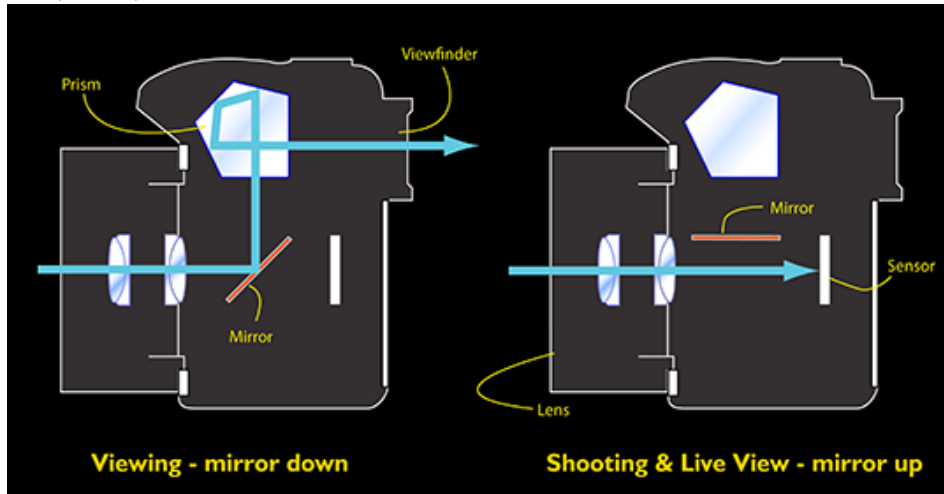 Viewfinder
Prism
Mirror
Viewing - mirror down
Mirror
Sensor
Lens
Shooting & Live View - mirror up